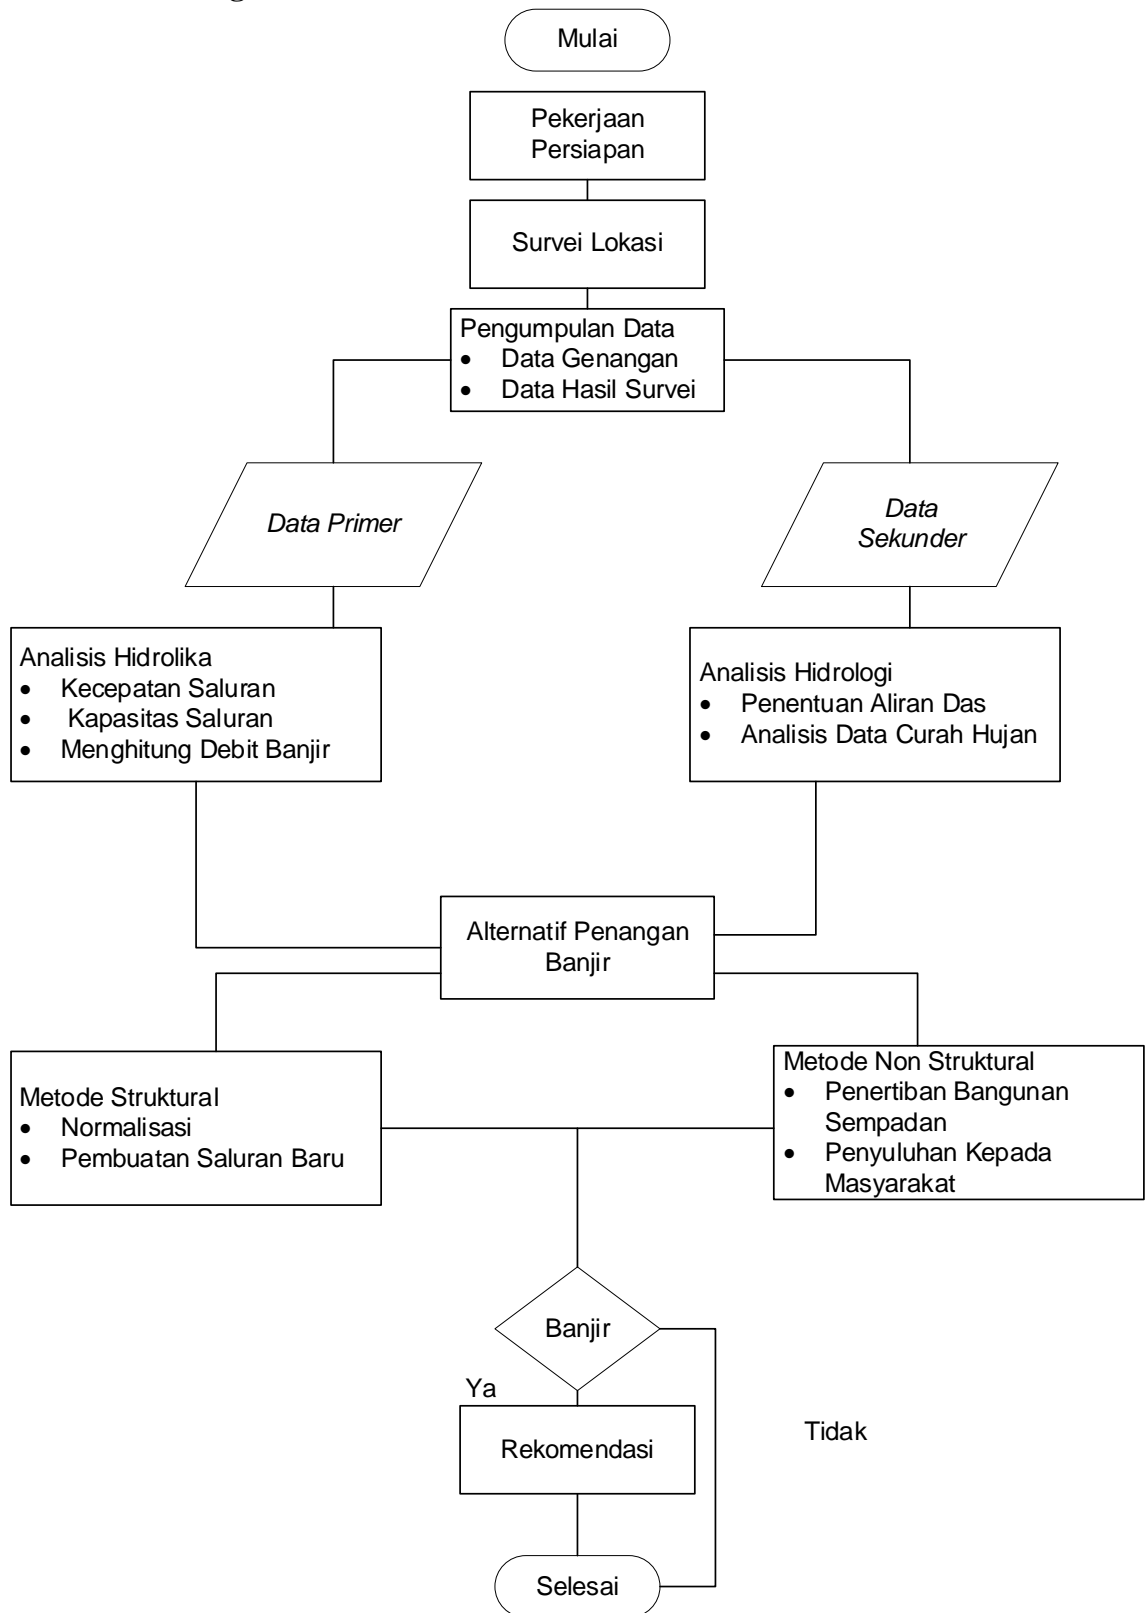 Mulai
Pekerjaan
Persiapan
Survei Lokasi
Pengumpulan Data
• Data Genangan
• Data Hasil Survei
Data Primer
Data
Sekunder
Analisis Hidrolika
• Kecepatan Saluran
• Kapasitas Saluran
• Menghitung Debit Banjir
Analisis Hidrologi
• Penentuan Aliran Das
• Analisis Data Curah Hujan
Alternatif Penangan
Banjir
Metode Struktural
• Normalisasi
• Pembuatan Saluran Baru
Metode Non Struktural
• Penertiban Bangunan
Sempadan
• Penyuluhan Kepada
Masyarakat
Banjir
Ya
Rekomendasi
Tidak
Selesai